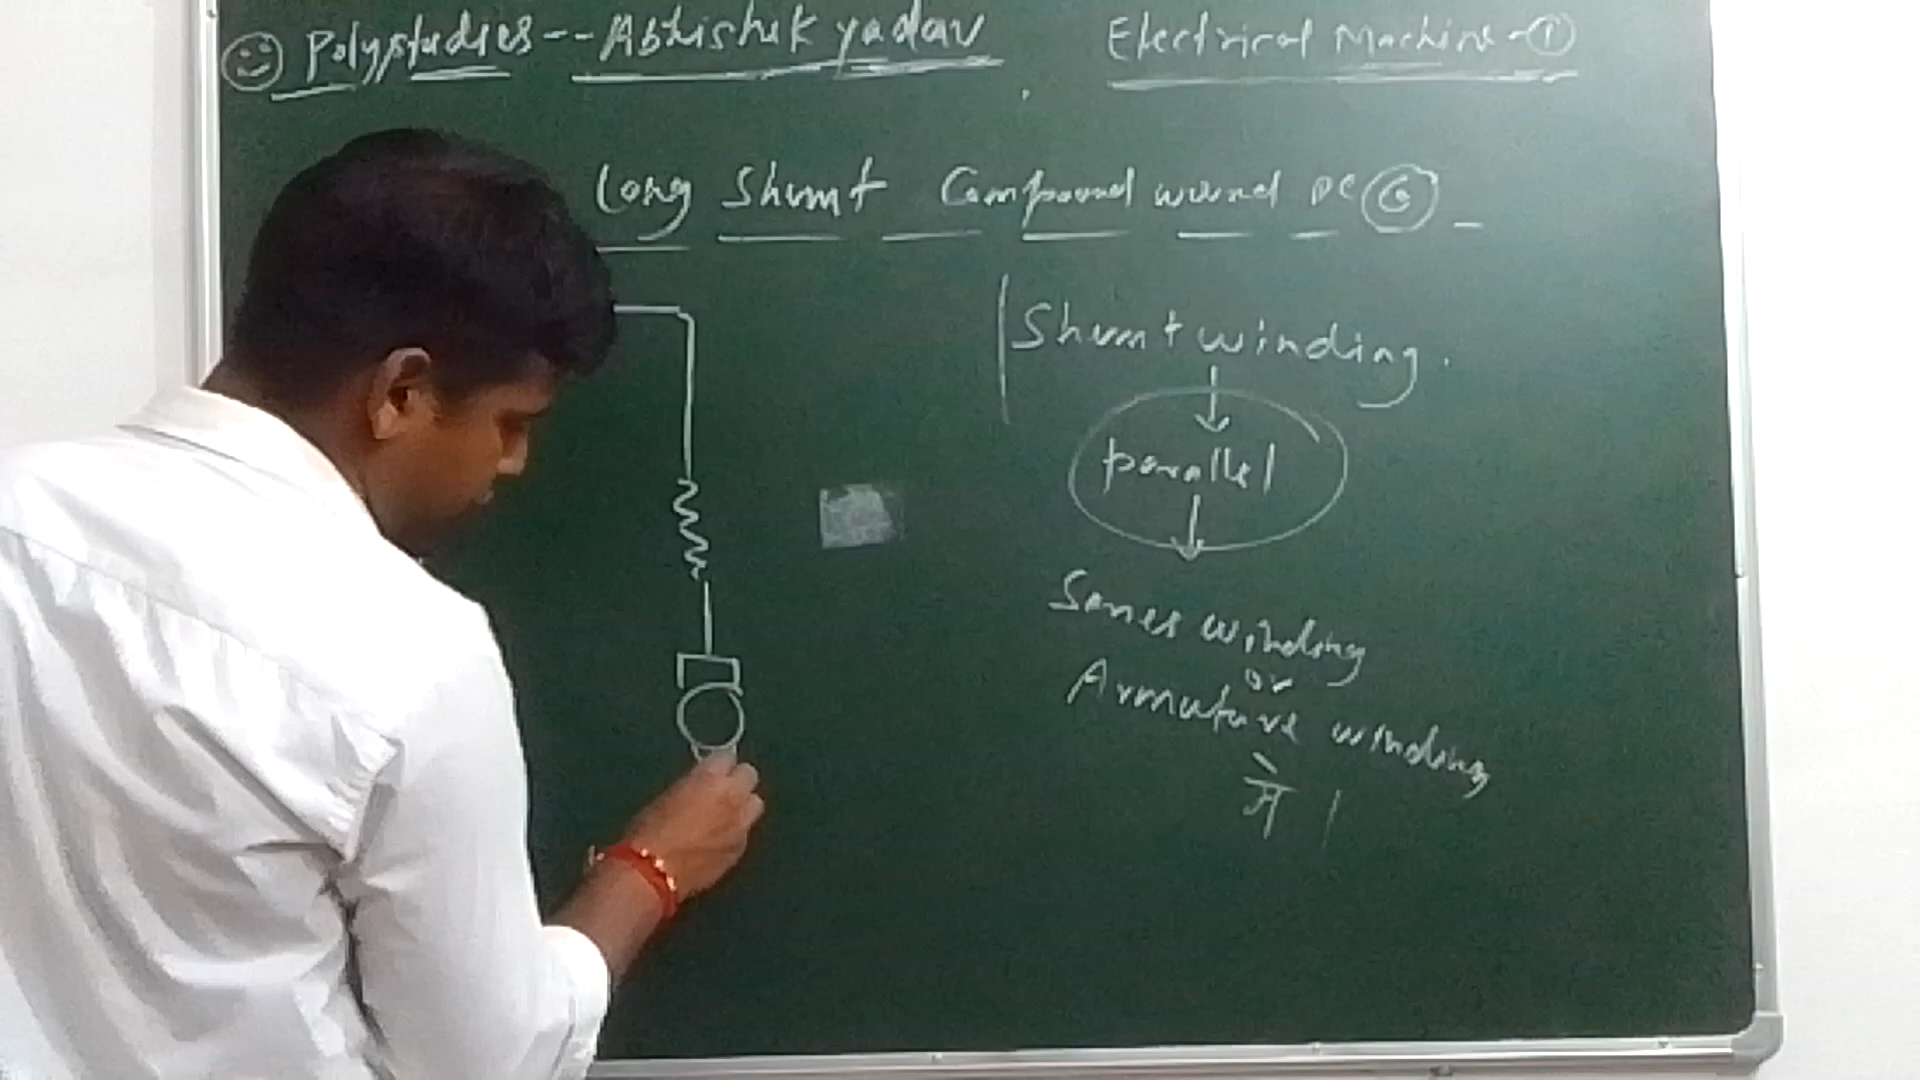 Polystudies -- Abhishek yadav
Electrical Machine - 1
Long Shunt Compound wound DC G
Shunt winding.
parallel
Series winding
or
Armature winding
में ।